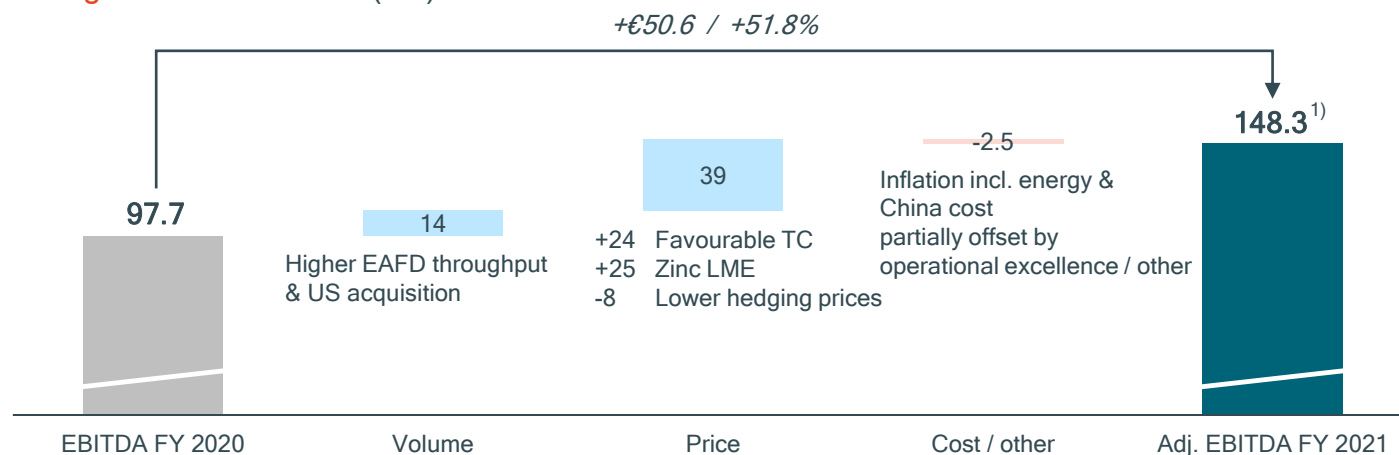 +€50.6 / +51.8%
148.3 1)
-2.5
39
Inflation incl. energy &
China cost
partially offset by
operational excellence / other
97.7
14
Higher EAFD throughput
& US acquisition
+24 Favourable TC
+25 Zinc LME
-8 Lower hedging prices
EBITDA FY 2020
Volume
Price
Cost / other
Adj. EBITDA FY 2021